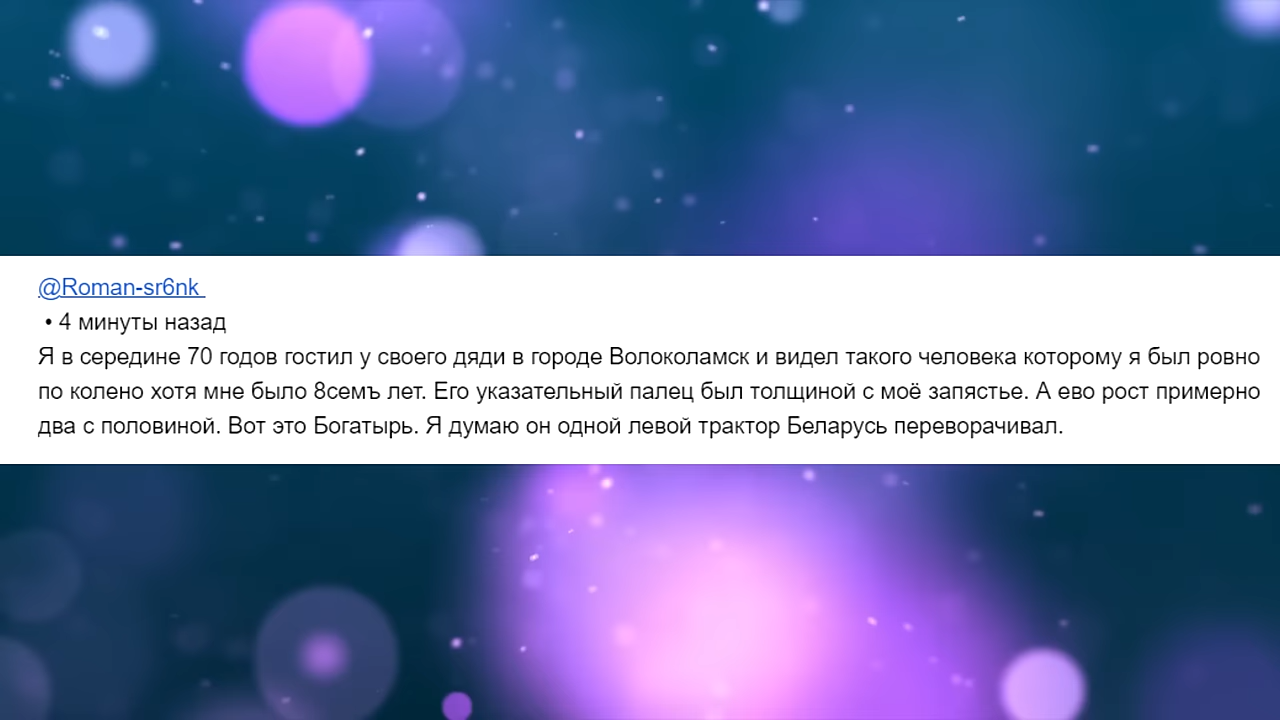 @Roman-sr6nk
• 4 минуты назад
Я в середине 70 годов гостил у своего дяди в городе Волоколамск и видел такого человека которому я был ровно
по колено хотя мне было 8семъ лет. Его указательный палец был толщиной с моё запястье. А ево рост примерно
два с половиной. Вот это Богатырь. Я думаю он одной левой трактор Беларусь переворачивал.